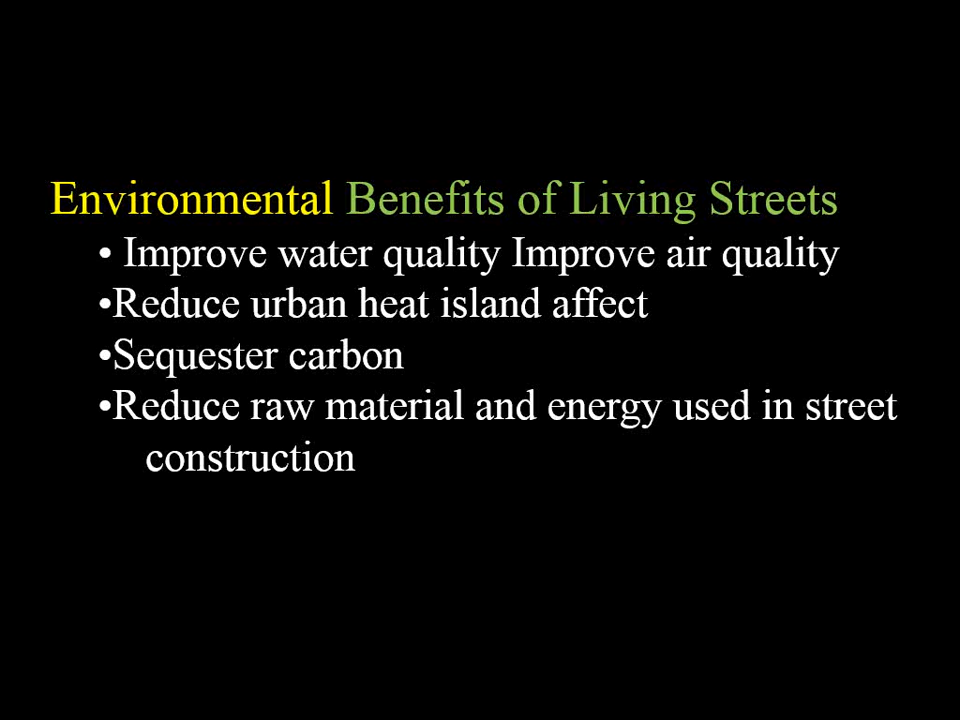 Environmental Benefits of Living Streets
• Improve water quality Improve air quality
•Reduce urban heat island affect
•Sequester carbon
•Reduce raw material and energy used in street
construction